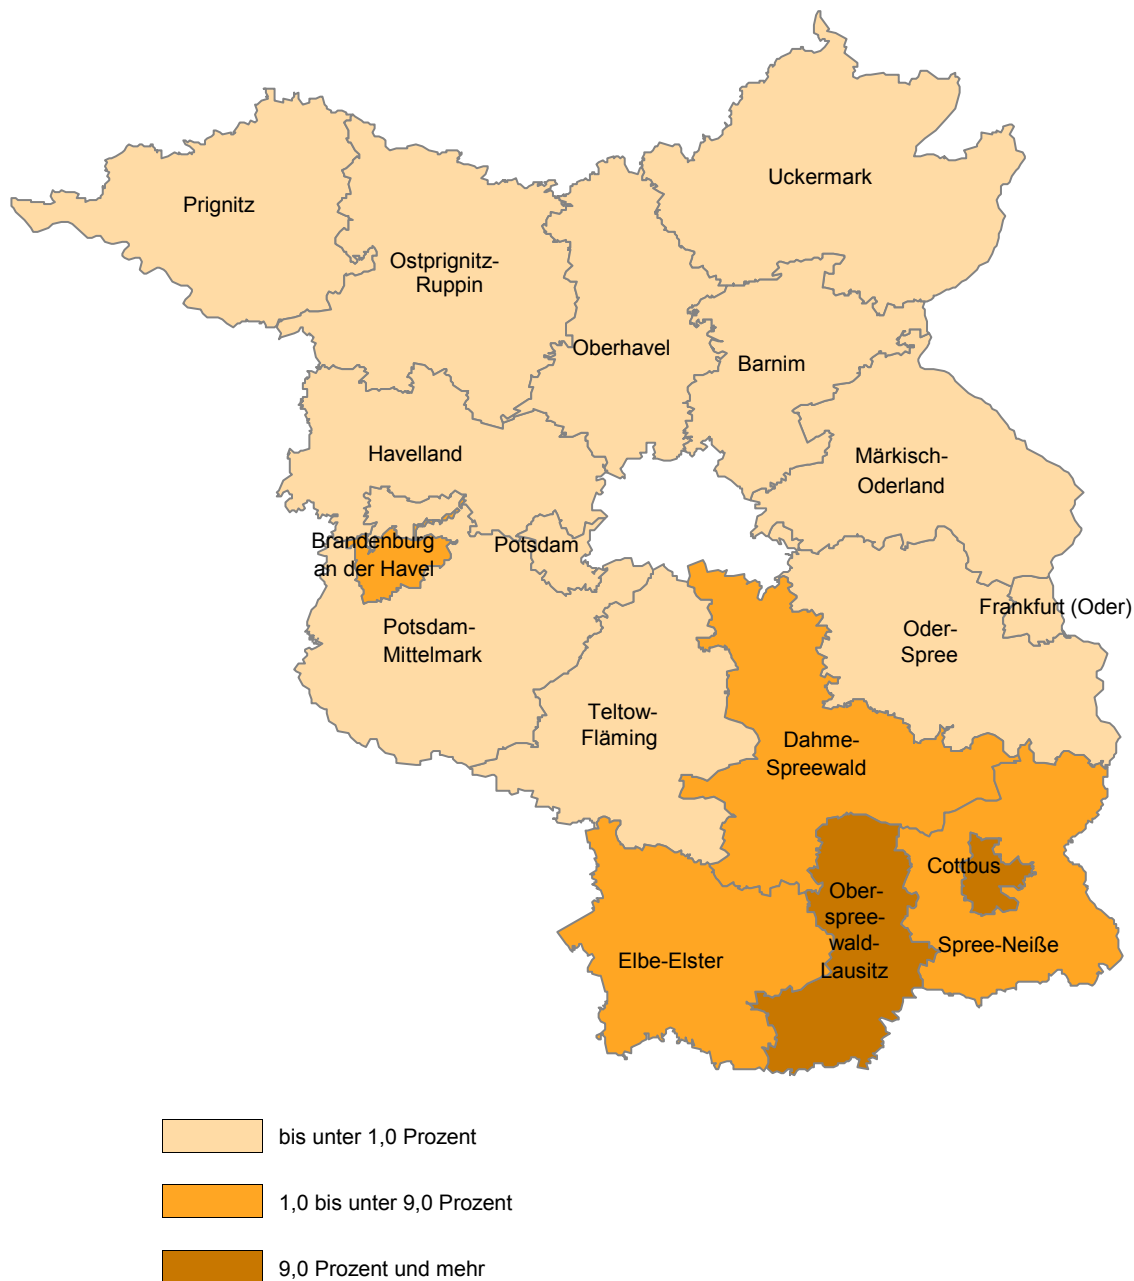 Uckermark
Prignitz
Ostprignitz-
Ruppin
Oberhavel
Barnim
Havelland
Märkisch-
Oderland
Brandenburg
an der Havel
Potsdam
Frankfurt (Oder)
Potsdam-
Mittelmark
Oder-
Spree
Teltow-
Fläming
Dahme-
Spreewald
Cottbus
Ober-
spree-
wald-
Lausitz
Spree-Neiße
Elbe-Elster
bis unter 1,0 Prozent
1,0 bis unter 9,0 Prozent
9,0 Prozent und mehr